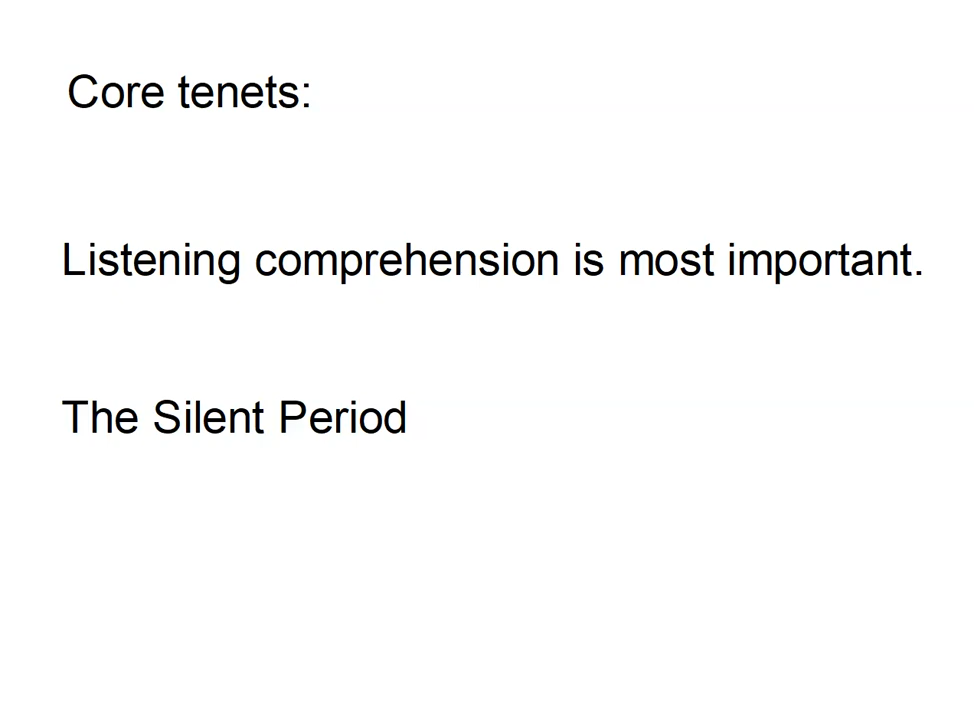 Core tenets:
Listening comprehension is most important.
The Silent Period